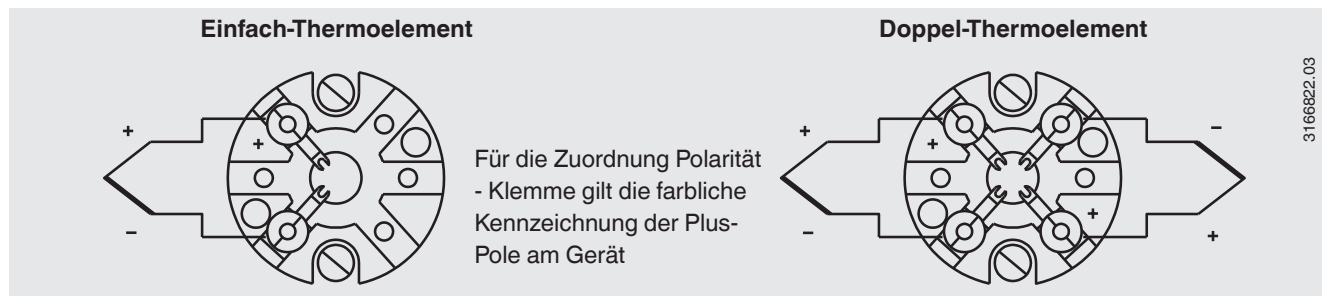 Einfach-Thermoelement
Doppel-Thermoelement
+
+
–
Für die Zuordnung Polarität
- Klemme gilt die farbliche
Kennzeichnung der Plus-
Pole am Gerät
+
+
–
–
+
+
3166822.03